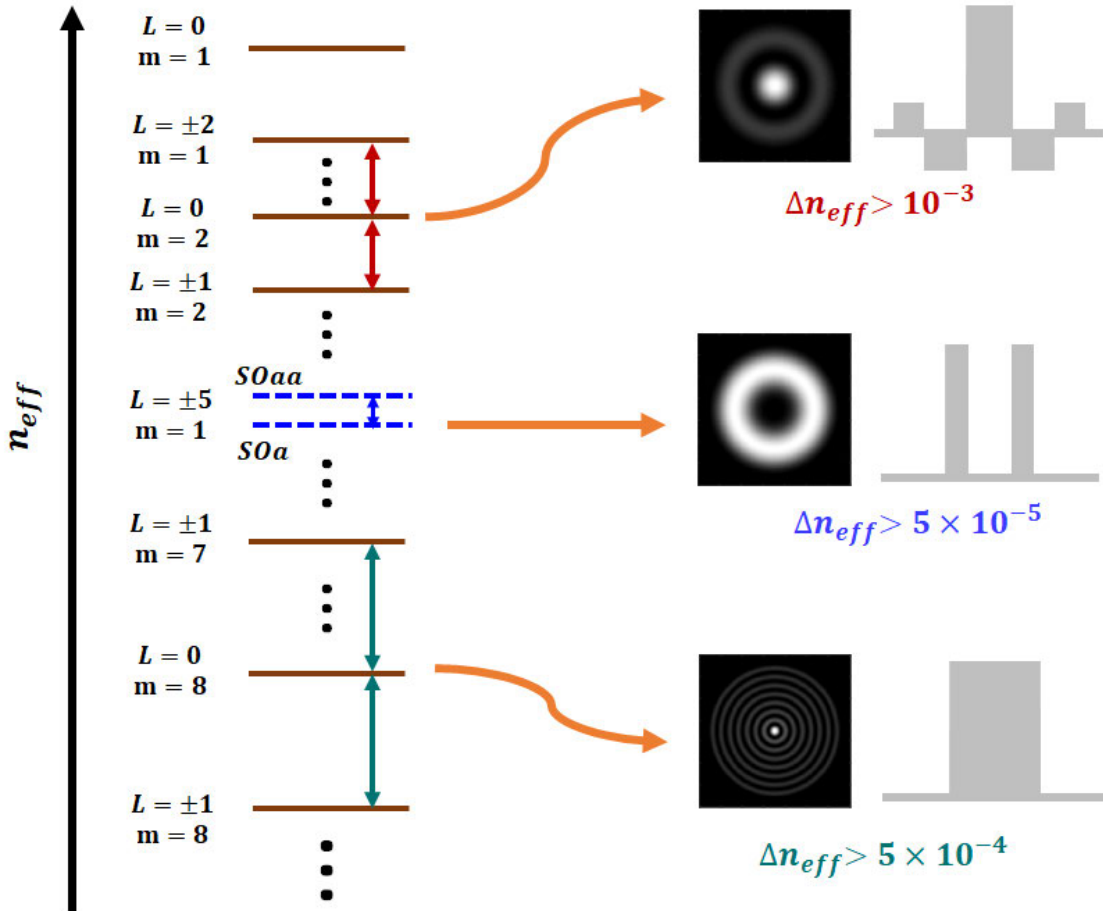 n_eff
L = 0
m = 1
L = ±2
m = 1
L = 0
m = 2
L = ±1
m = 2
SOaa
L = ±5
m = 1
SOa
L = ±1
m = 7
L = 0
m = 8
L = ±1
m = 8
Δn_eff > 10⁻³
Δn_eff > 5 × 10⁻⁵
Δn_eff > 5 × 10⁻⁴